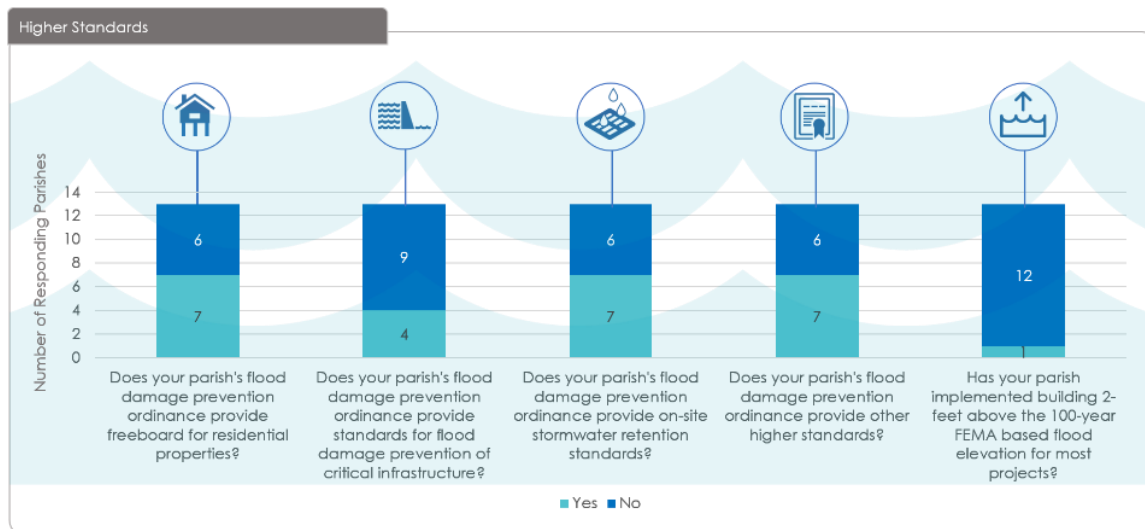 Higher Standards
Number of Responding Parishes
14
12
10
8
6
4
2
0
6
7
9
4
6
7
6
7
12
1
Does your parish's flood
damage prevention
ordinance provide
freeboard for residential
properties?
Does your parish's flood
damage prevention
ordinance provide
standards for flood
damage prevention of
critical infrastructure?
Does your parish's flood
damage prevention
ordinance provide on-site
stormwater retention
standards?
Does your parish's flood
damage prevention
ordinance provide other
higher standards?
Has your parish
implemented building 2-
feet above the 100-year
FEMA based flood
elevation for most
projects?
Yes No